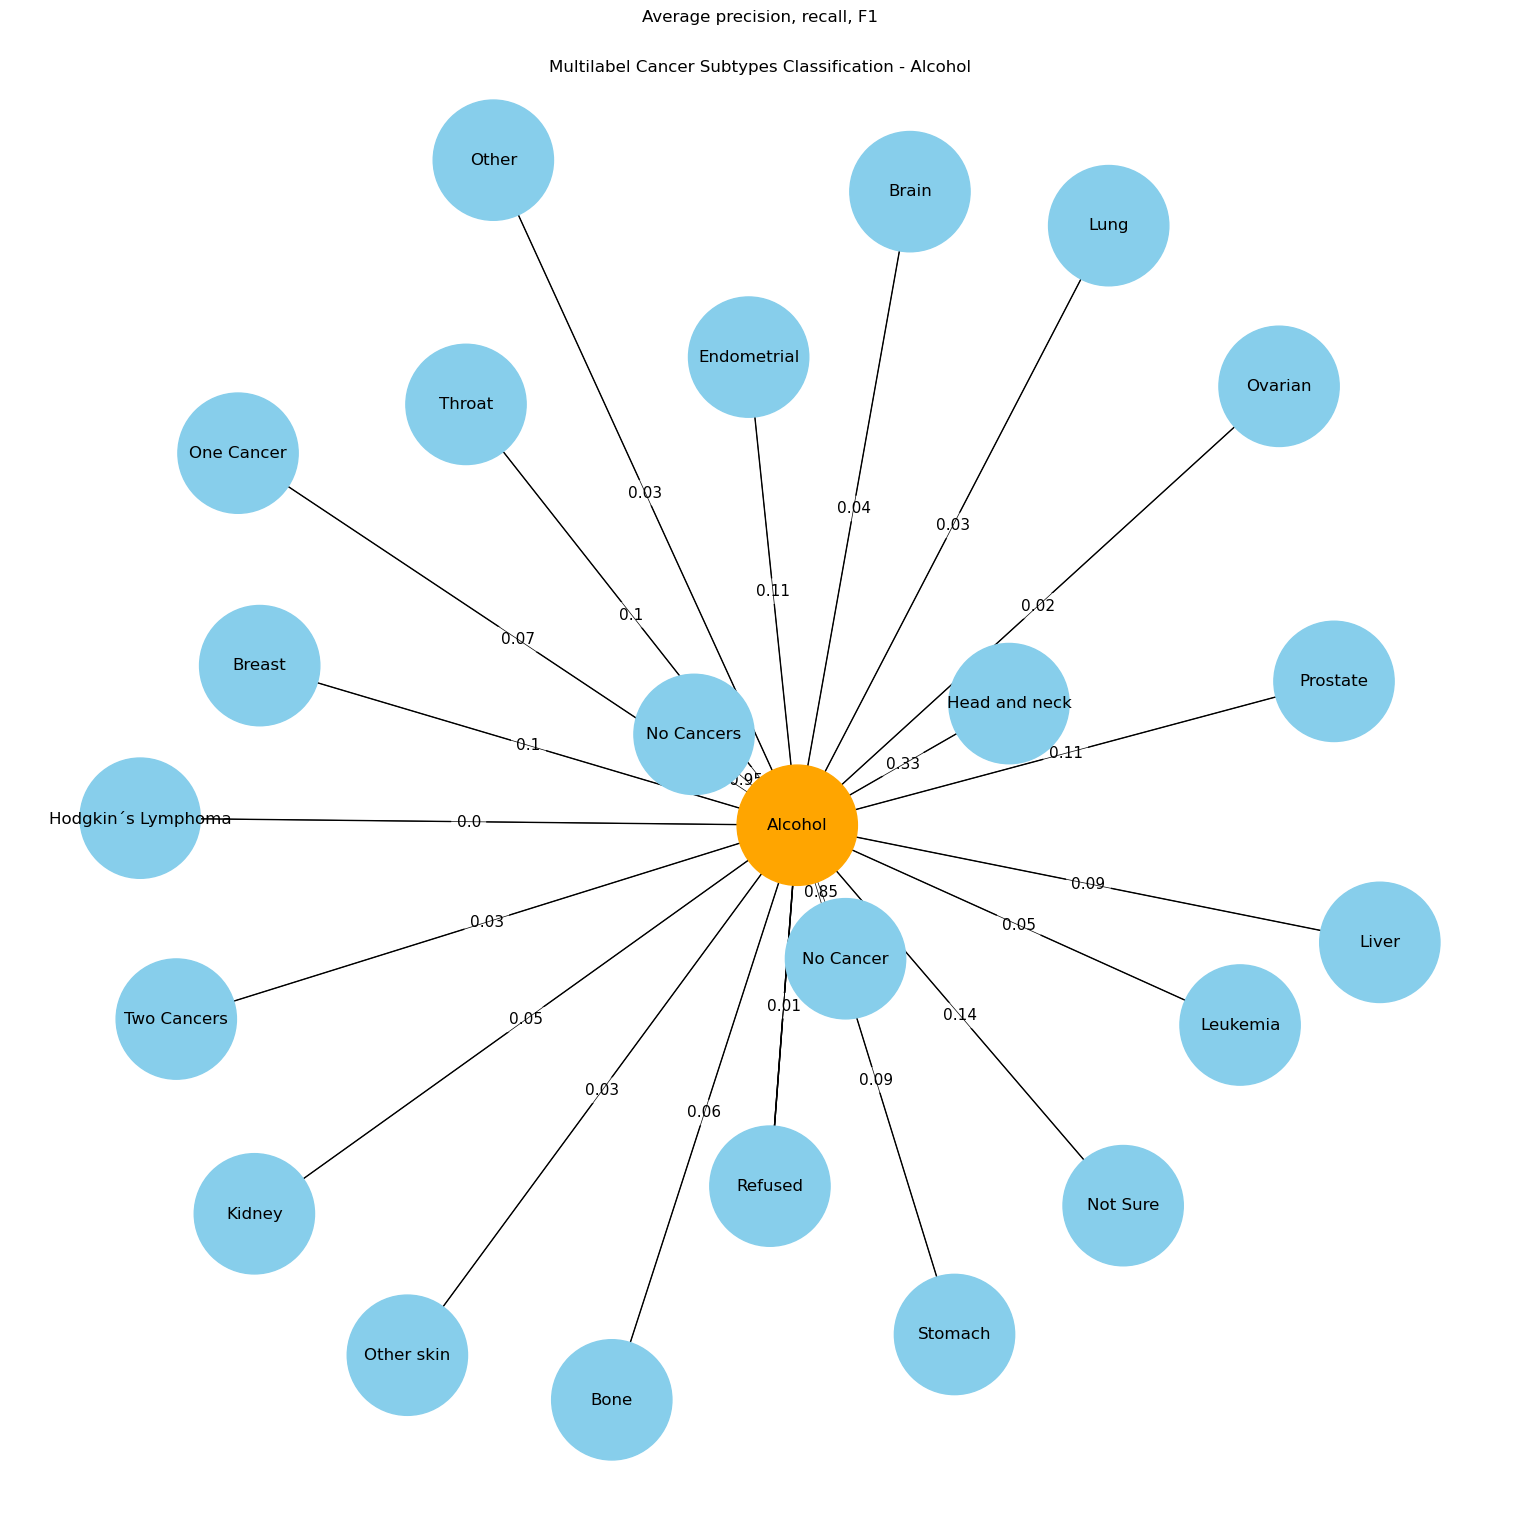 Average precision, recall, F1
Multilabel Cancer Subtypes Classification - Alcohol
Other
Brain
Lung
Endometrial
Ovarian
Throat
One Cancer
0.03
0.04
0.03
0.11
0.02
0.1
0.07
Breast
Prostate
Head and neck
No Cancers
0.1
0.11
0.33
0.95
Hodgkin´s Lymphoma
0.0
Alcohol
0.09
0.85
0.03
0.05
Liver
No Cancer
0.01
0.14
Two Cancers
0.05
Leukemia
0.09
0.03
0.06
Refused
Not Sure
Kidney
Stomach
Other skin
Bone